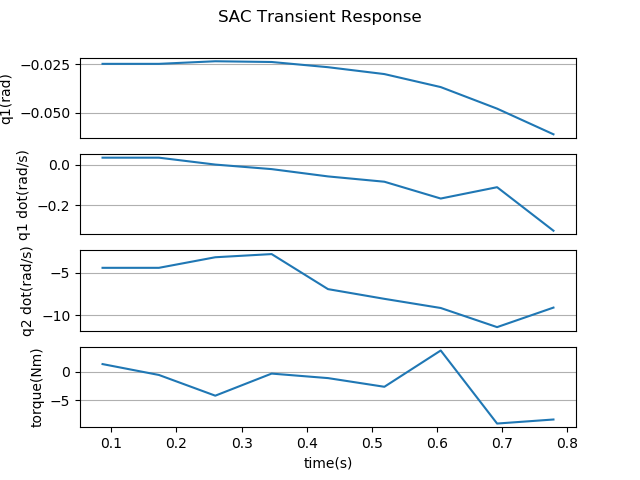 SAC Transient Response
q1(rad)
−0.025
−0.050
q1 dot(rad/s)
0.0
−0.2
q2 dot(rad/s)
−5
−10
torque(Nm)
0
−5
0.1 0.2 0.3 0.4 0.5 0.6 0.7 0.8
time(s)